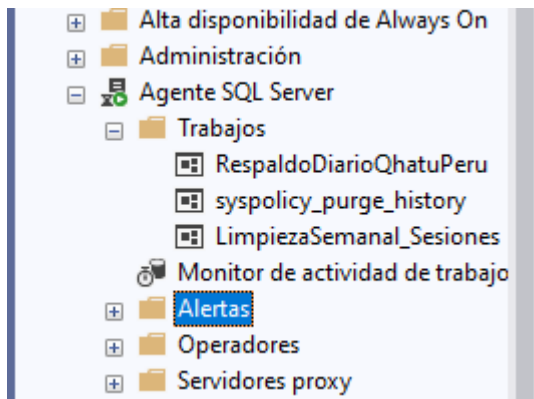 Alta disponibilidad de Always On
Administración
Agente SQL Server
Trabajos
RespaldoDiarioQhatuPeru
syspolicy_purge_history
LimpiezaSemanal_Sesiones
Monitor de actividad de trabajo
Alertas
Operadores
Servidores proxy